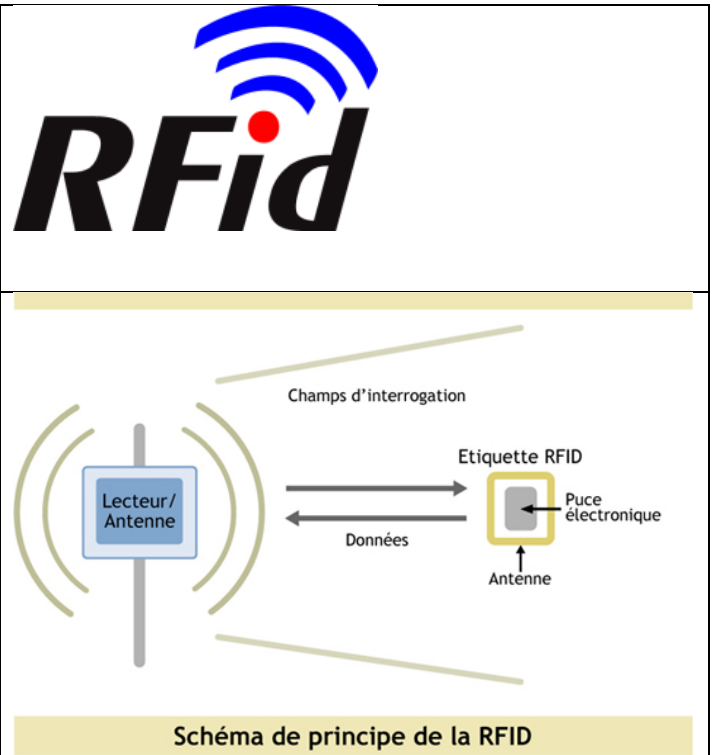 RFid
Champs d'interrogation
Etiquette RFID
Lecteur/
Antenne
Puce
électronique
Données
Antenne
Schéma de principe de la RFID